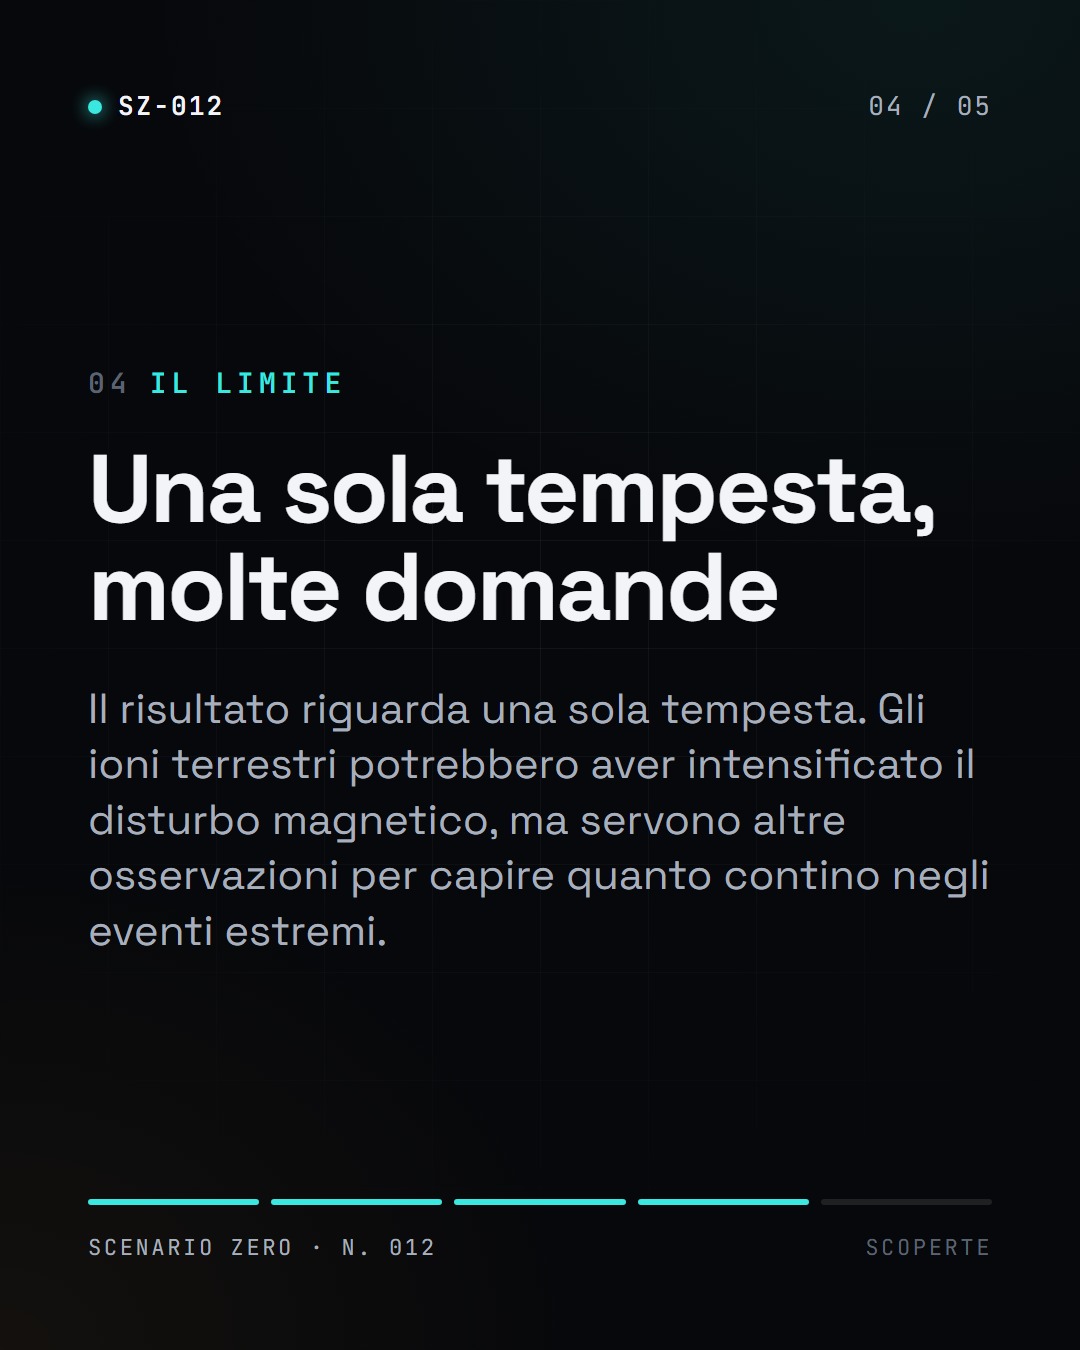 SZ-012
04 / 05
04 IL LIMITE
Una sola tempesta,
molte domande
Il risultato riguarda una sola tempesta. Gli
ioni terrestri potrebbero aver intensificato il
disturbo magnetico, ma servono altre
osservazioni per capire quanto contino negli
eventi estremi.
SCENARIO ZERO · N. 012
SCOPERTE